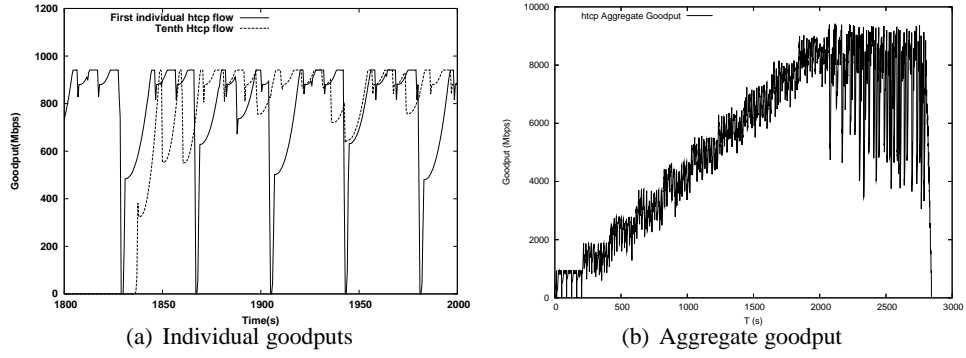 First individual htcp flow
Tenth Htcp flow
1200
1000
800
600
400
200
0
Goodput(Mbps)
1800
1850
1900
1950
2000
Time(s)
(a) Individual goodputs
htcp Aggregate Goodput
10000
8000
6000
4000
2000
0
Goodput (Mbps)
0
500
1000
1500
2000
2500
3000
T (s)
(b) Aggregate goodput